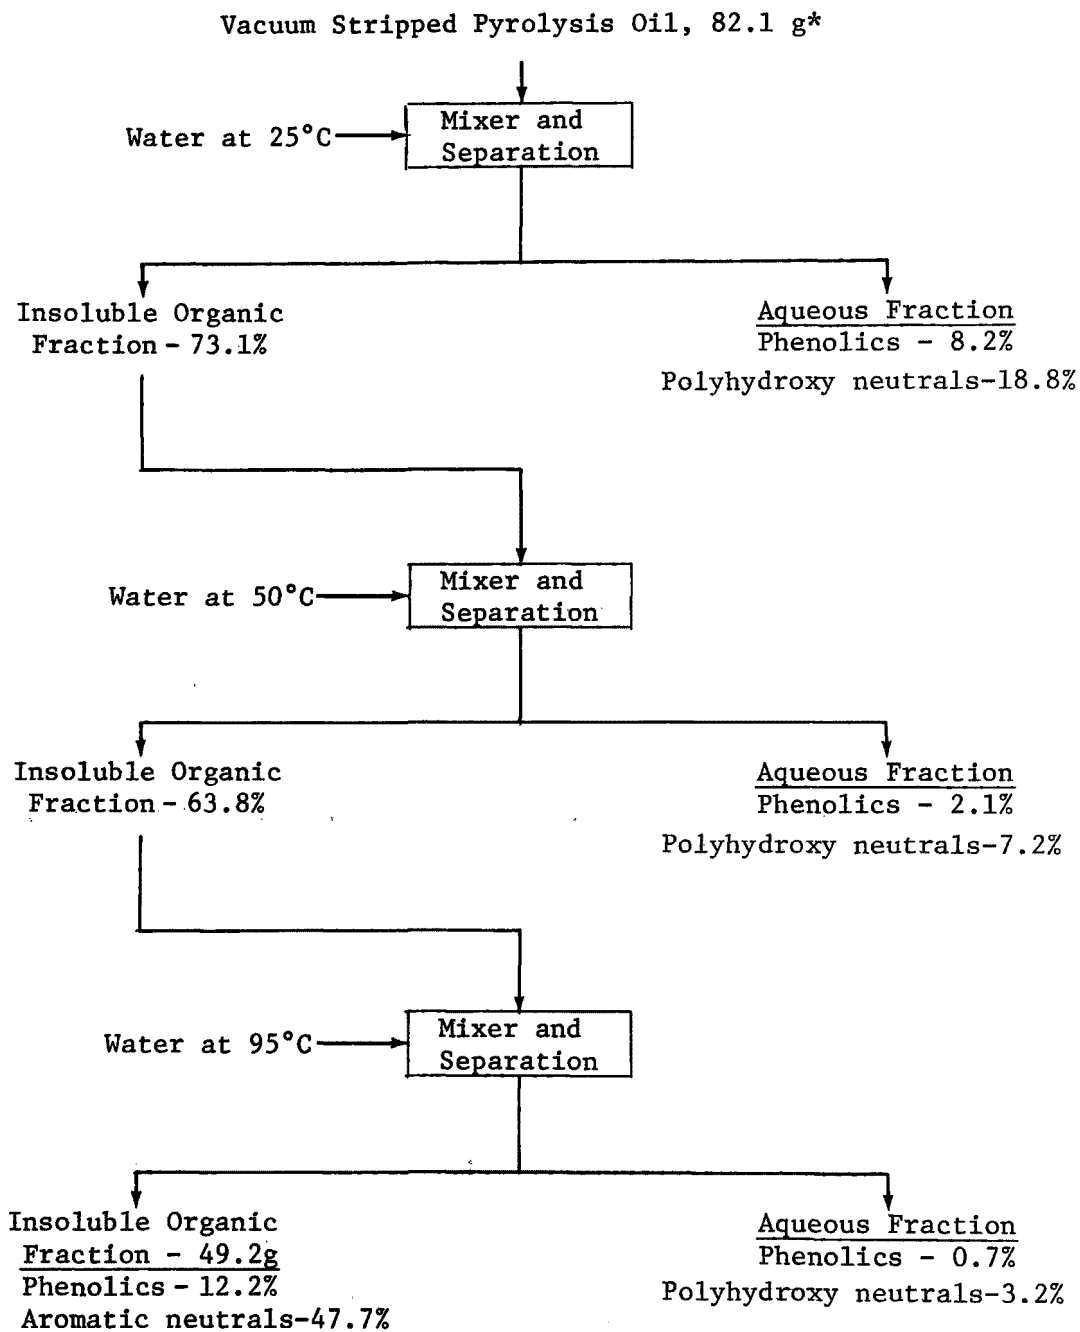 Vacuum Stripped Pyrolysis Oil, 82.1 g*
Water at 25°C
Mixer and
Separation
Insoluble Organic
Fraction - 73.1%
Aqueous Fraction
Phenolics - 8.2%
Polyhydroxy neutrals-18.8%
Water at 50°C
Mixer and
Separation
Insoluble Organic
Fraction - 63.8%
Aqueous Fraction
Phenolics - 2.1%
Polyhydroxy neutrals-7.2%
Water at 95°C
Mixer and
Separation
Insoluble Organic
Fraction - 49.2g
Phenolics - 12.2%
Aromatic neutrals-47.7%
Aqueous Fraction
Phenolics - 0.7%
Polyhydroxy neutrals-3.2%